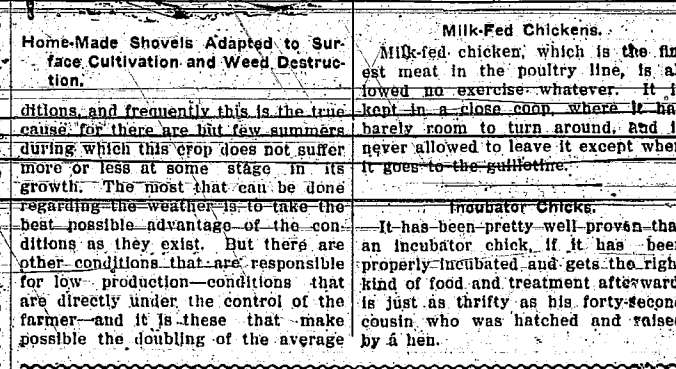 Home-Made Shovels Adapted to Sur-
face Cultivation and Weed Destruc-
tion.
ditions, and frequently this is the true
cause, for there are but few summers
during which this crop does not suffer
more or less at some stage in its
growth. The most that can be done
regarding the weather is to take the
best possible advantage of the con-
ditions as they exist. But there are
other conditions that are responsible
for low production—conditions that
are directly under the control of the
farmer—and it is these that make
possible the doubling of the average
Milk-Fed Chickens.
Milk-fed chicken, which is the fin
est meat in the poultry line, is al
lowed no exercise whatever. It i
kept in a close coop, where it ha
barely room to turn around, and i
never allowed to leave it except when
it goes to the guillotine.
Incubator Chicks.
It has been pretty well proven tha
an incubator chick, if it has bee
properly incubated and gets the righ
kind of food and treatment afterward
is just as thrifty as his forty-secon
cousin who was hatched and raise
by a hen.